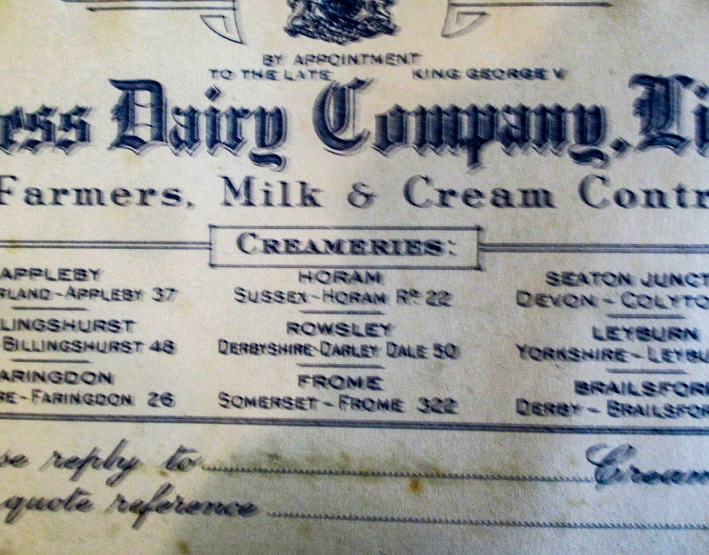 BY APPOINTMENT
TO THE LATE KING GEORGE V
ess Dairy Company, Li
Farmers, Milk & Cream Contr
CREAMERIES:
APPLEBY HORAM SEATON JUNCT
RLAND - APPLEBY 37 SUSSEX - HORAM RD 22 DEVON - COLYTO
LINGSHURST ROWSLEY LEYBURN
BILLINGSHURST 48 DERBYSHIRE - DARLEY DALE 50 YORKSHIRE - LEYBU
ARINGDON FROME BRAILSFOR
RE - FARINGDON 26 SOMERSET - FROME 322 DERBY - BRAILSFOR
se reply to Cream
quote reference